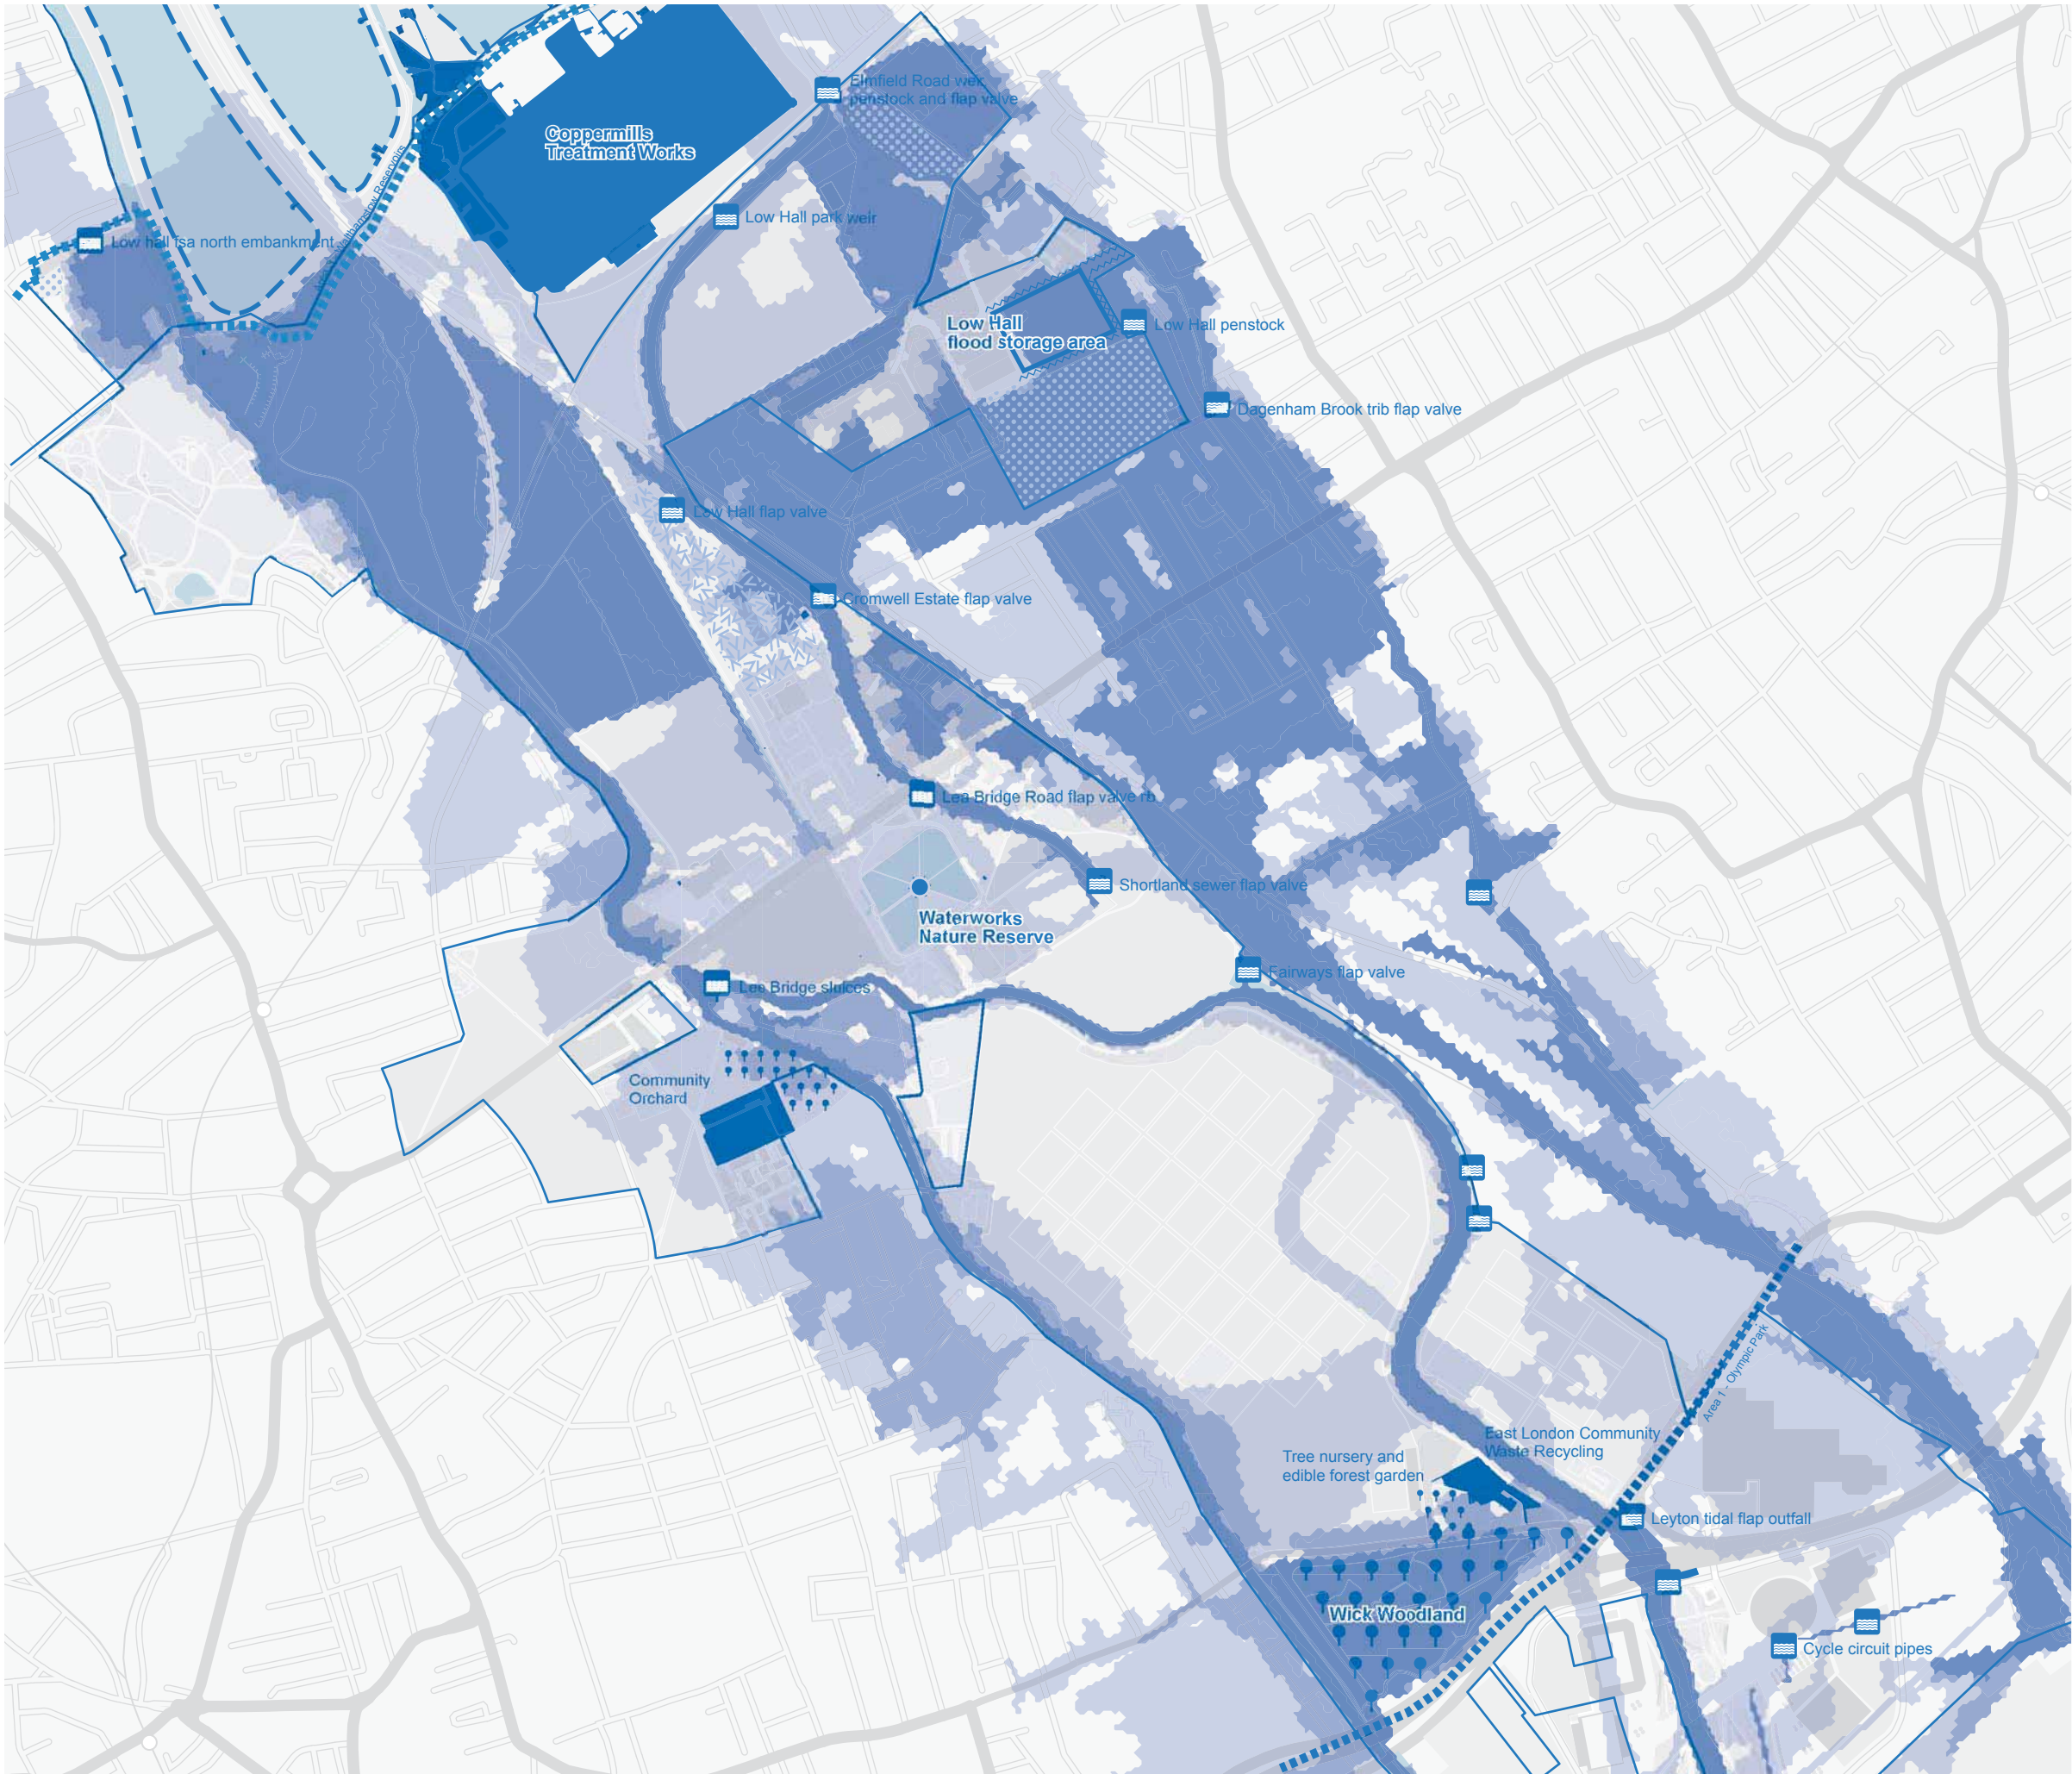 Elmfield Road weir,
penstock and flap valve
Coppermills
Treatment Works
Low Hall park weir
Low hall fsa north embankment
Walthamstow Reservoirs
Low Hall
flood storage area
Low Hall penstock
Dagenham Brook trib flap valve
Low Hall flap valve
Cromwell Estate flap valve
Lea Bridge Road flap valve rb
Shortland sewer flap valve
Waterworks
Nature Reserve
Fairways flap valve
Lee Bridge sluices
Community
Orchard
Area 1 - Olympic Park
East London Community
Waste Recycling
Tree nursery and
edible forest garden
Leyton tidal flap outfall
Wick Woodland
Cycle circuit pipes